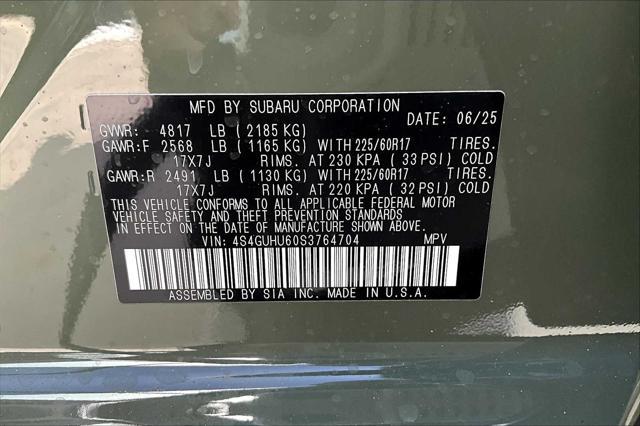 MFD BY SUBARU CORPORATION
DATE: 06/25
GVWR: 4817 LB ( 2185 KG)
GAWR:F 2568 LB ( 1165 KG) WITH 225/60R17 TIRES.
17X7J RIMS. AT 230 KPA ( 33 PSI) COLD
GAWR:R 2491 LB ( 1130 KG) WITH 225/60R17 TIRES.
17X7J RIMS. AT 220 KPA ( 32 PSI) COLD
THIS VEHICLE CONFORMS TO ALL APPLICABLE FEDERAL MOTOR
VEHICLE SAFETY AND THEFT PREVENTION STANDARDS
IN EFFECT ON THE DATE OF MANUFACTURE SHOWN ABOVE.
VIN: 4S4GUHU60S3764704 MPV
ASSEMBLED BY SIA INC. MADE IN U.S.A.